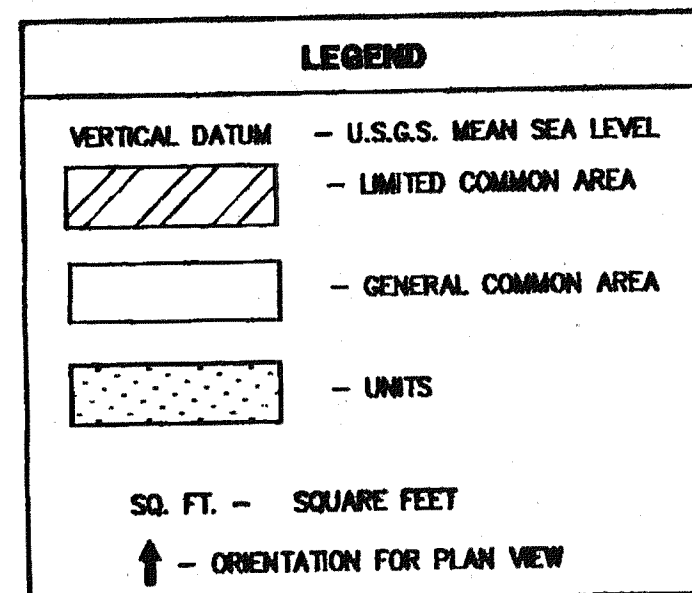 LEGEND
VERTICAL DATUM – U.S.G.S. MEAN SEA LEVEL
– LIMITED COMMON AREA
– GENERAL COMMON AREA
– UNITS
SQ. FT. – SQUARE FEET
– ORIENTATION FOR PLAN VIEW